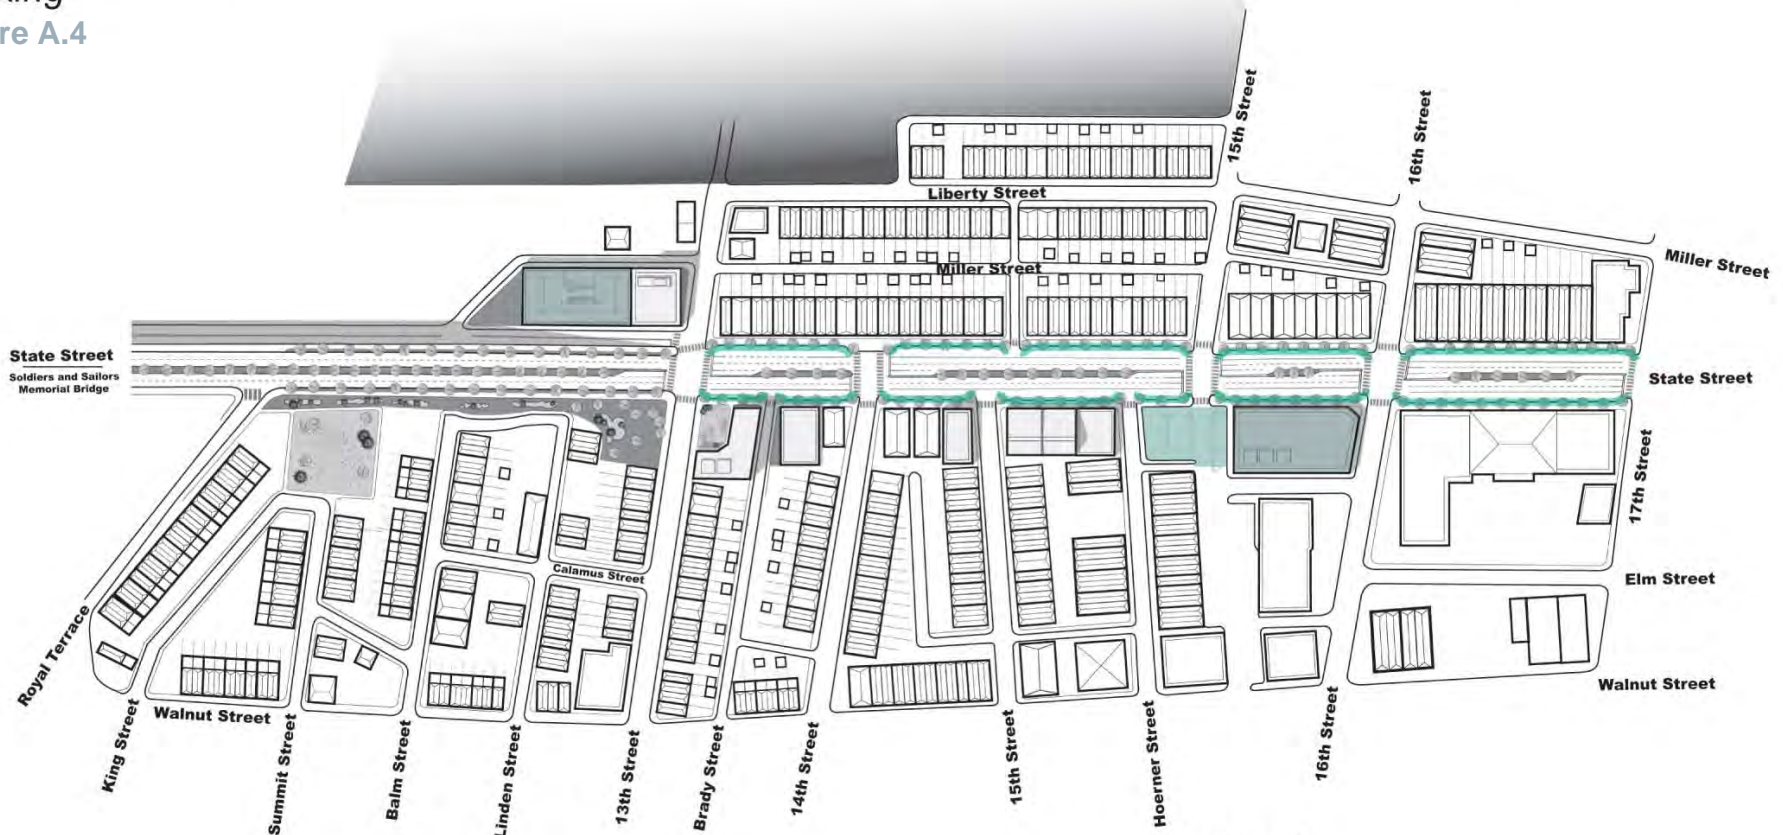 re A.4
15th Street
16th Street
Liberty Street
Miller Street
Miller Street
State Street
Soldiers and Sailors
Memorial Bridge
State Street
17th Street
Calamus Street
Elm Street
Royal Terrace
Walnut Street
Walnut Street
King Street
Summit Street
Balm Street
Linden Street
13th Street
Brady Street
14th Street
15th Street
Hoerner Street
16th Street